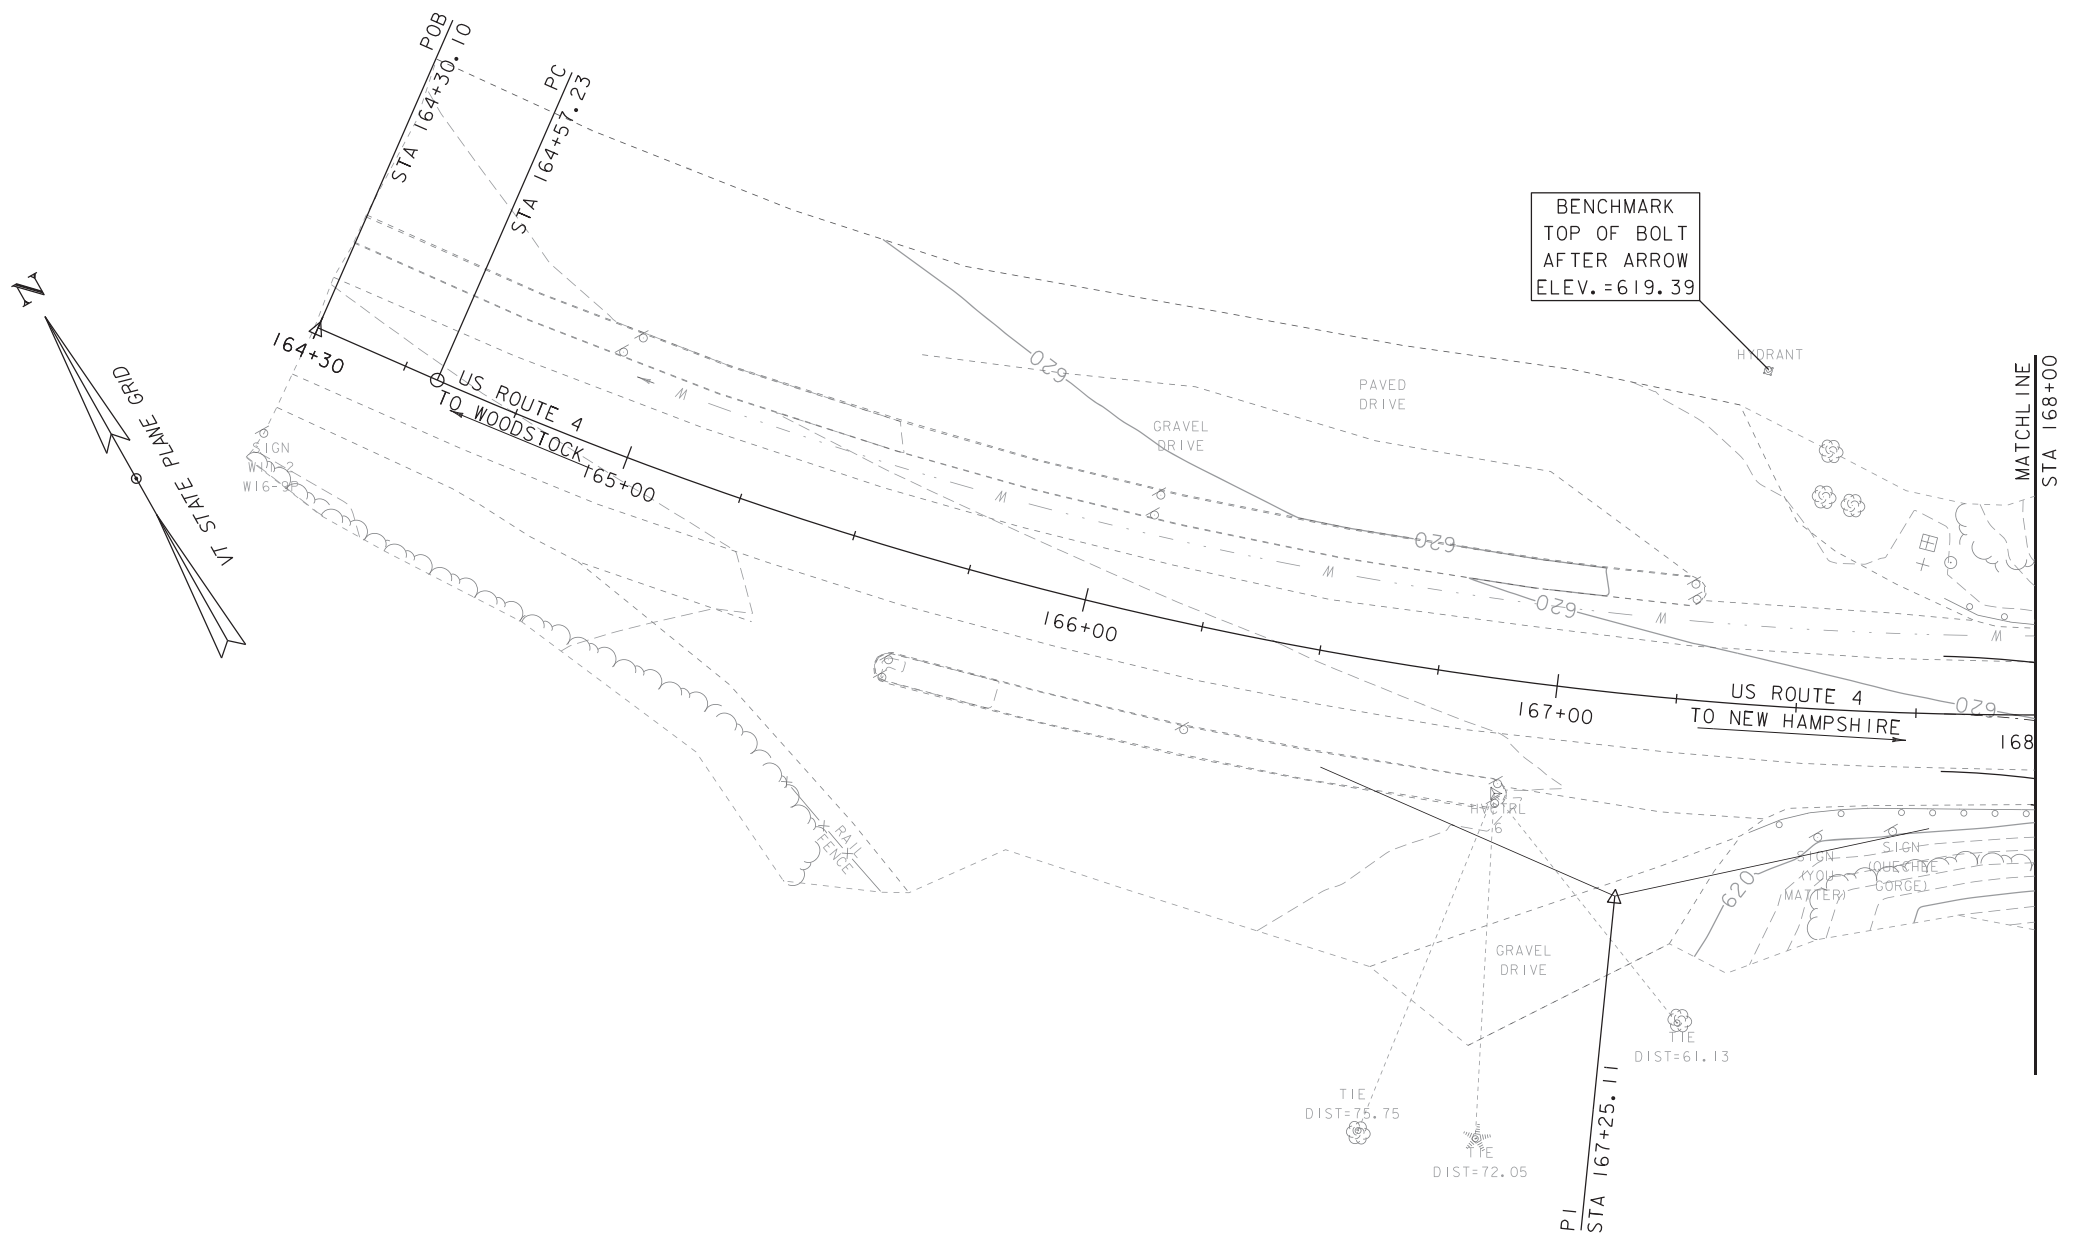 POB
STA 164+30.10
PC
STA 164+57.23
N
VT STATE PLANE GRID
164+30
US ROUTE 4
TO WOODSTOCK
165+00
SIGN
W16-
W
W
W
W
W
620
620
620
620
620
GRAVEL
DRIVE
PAVED
DRIVE
BENCHMARK
TOP OF BOLT
AFTER ARROW
ELEV.=619.39
HYDRANT
MATCHLINE
STA 168+00
166+00
167+00
US ROUTE 4
TO NEW HAMPSHIRE
168
RAIL
FENCE
HVCTRL
6
SIGN
(YOU
MATTER)
SIGN
(QUECHEE
GORGE)
GRAVEL
DRIVE
TIE
DIST=61.13
TIE
DIST=75.75
TIE
DIST=72.05
PI
STA 167+25.11